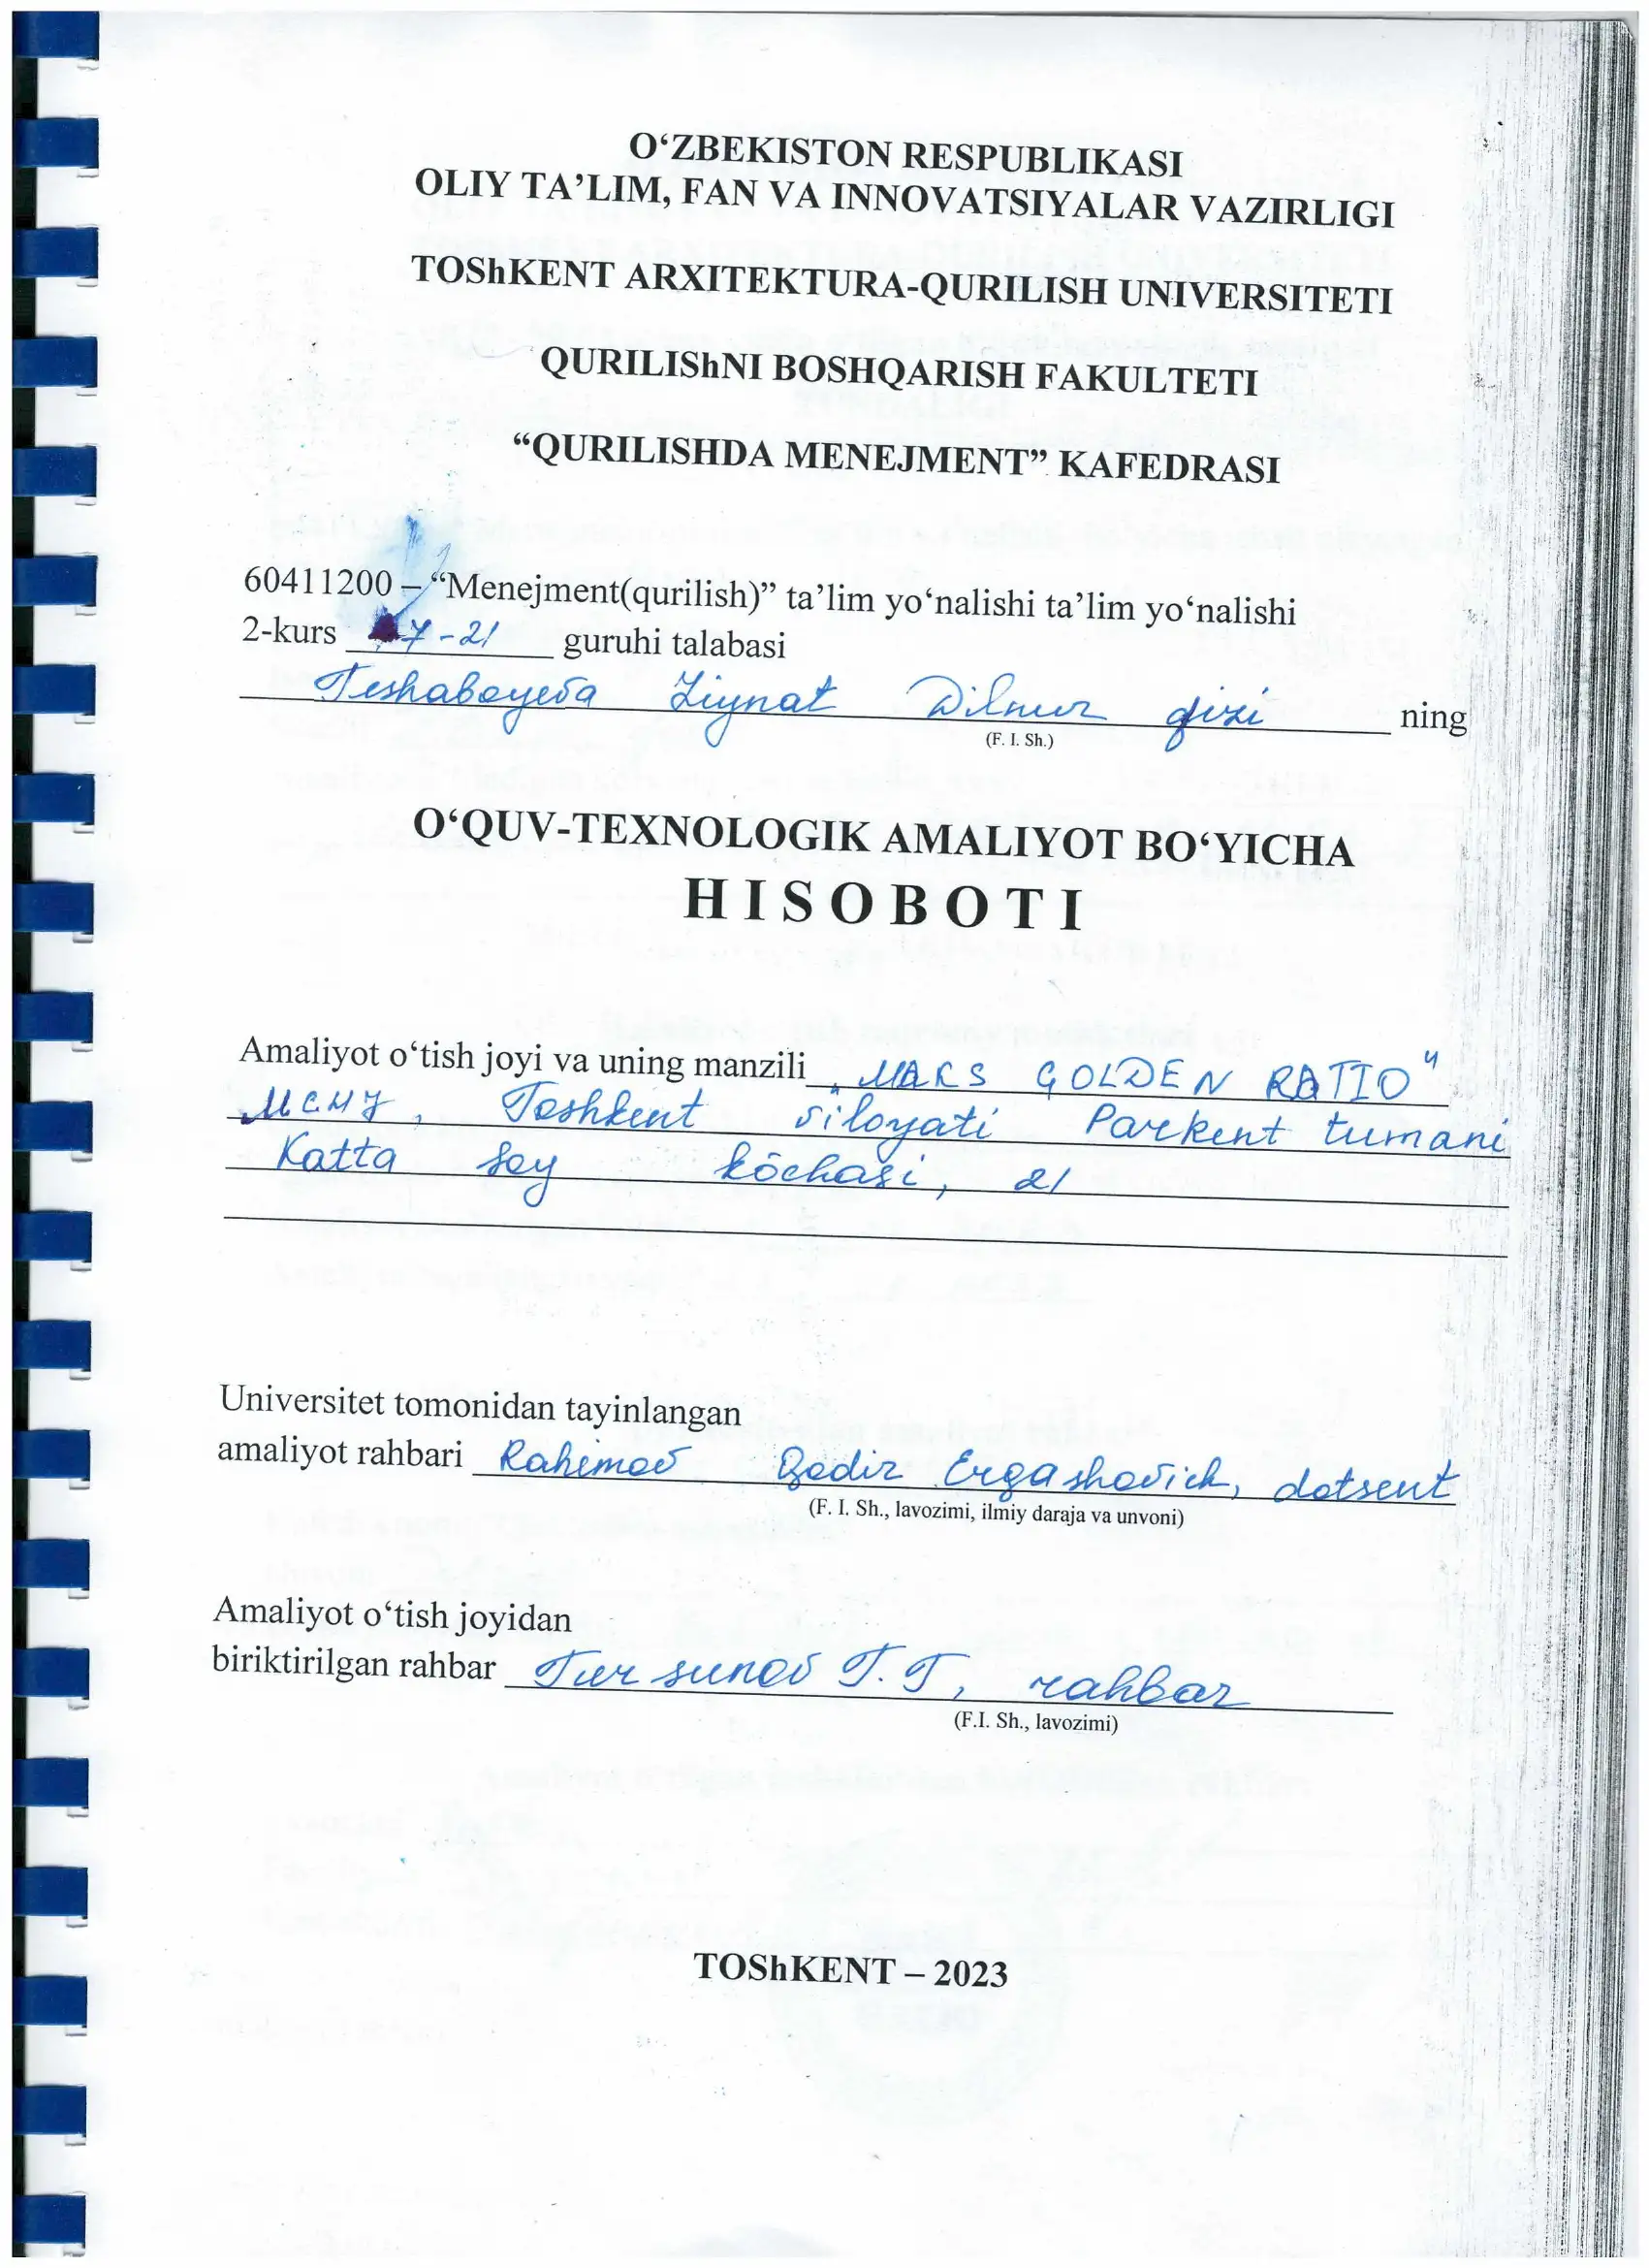 O‘ZBEKISTON RESPUBLIKASI
OLIY TA’LIM, FAN VA INNOVATSIYALAR VAZIRLIGI
TOShKENT ARXITEKTURA-QURILISH UNIVERSITETI
QURILIShNI BOSHQARISH FAKULTETI
“QURILISHDA MENEJMENT” KAFEDRASI
60411200 – “Menejment(qurilish)” ta’lim yo‘nalishi ta’lim yo‘nalishi
2-kurs 7-21 guruhi talabasi
Teshaboyeva Ziynat Dilmur qizi ning
(F. I. Sh.)
O‘QUV-TEXNOLOGIK AMALIYOT BO‘YICHA
HISOBOTI
Amaliyot o‘tish joyi va uning manzili „MARS GOLDEN RATIO"
МЧЖ, Toshkent viloyati Parkent tumani
Katta soy ko‘chasi, 21
Universitet tomonidan tayinlangan
amaliyot rahbari Rahimov Qodir Ergashovich, dotsent
(F. I. Sh., lavozimi, ilmiy daraja va unvoni)
Amaliyot o‘tish joyidan
biriktirilgan rahbar Tursunov T.T, rahbar
(F.I. Sh., lavozimi)
TOShKENT – 2023